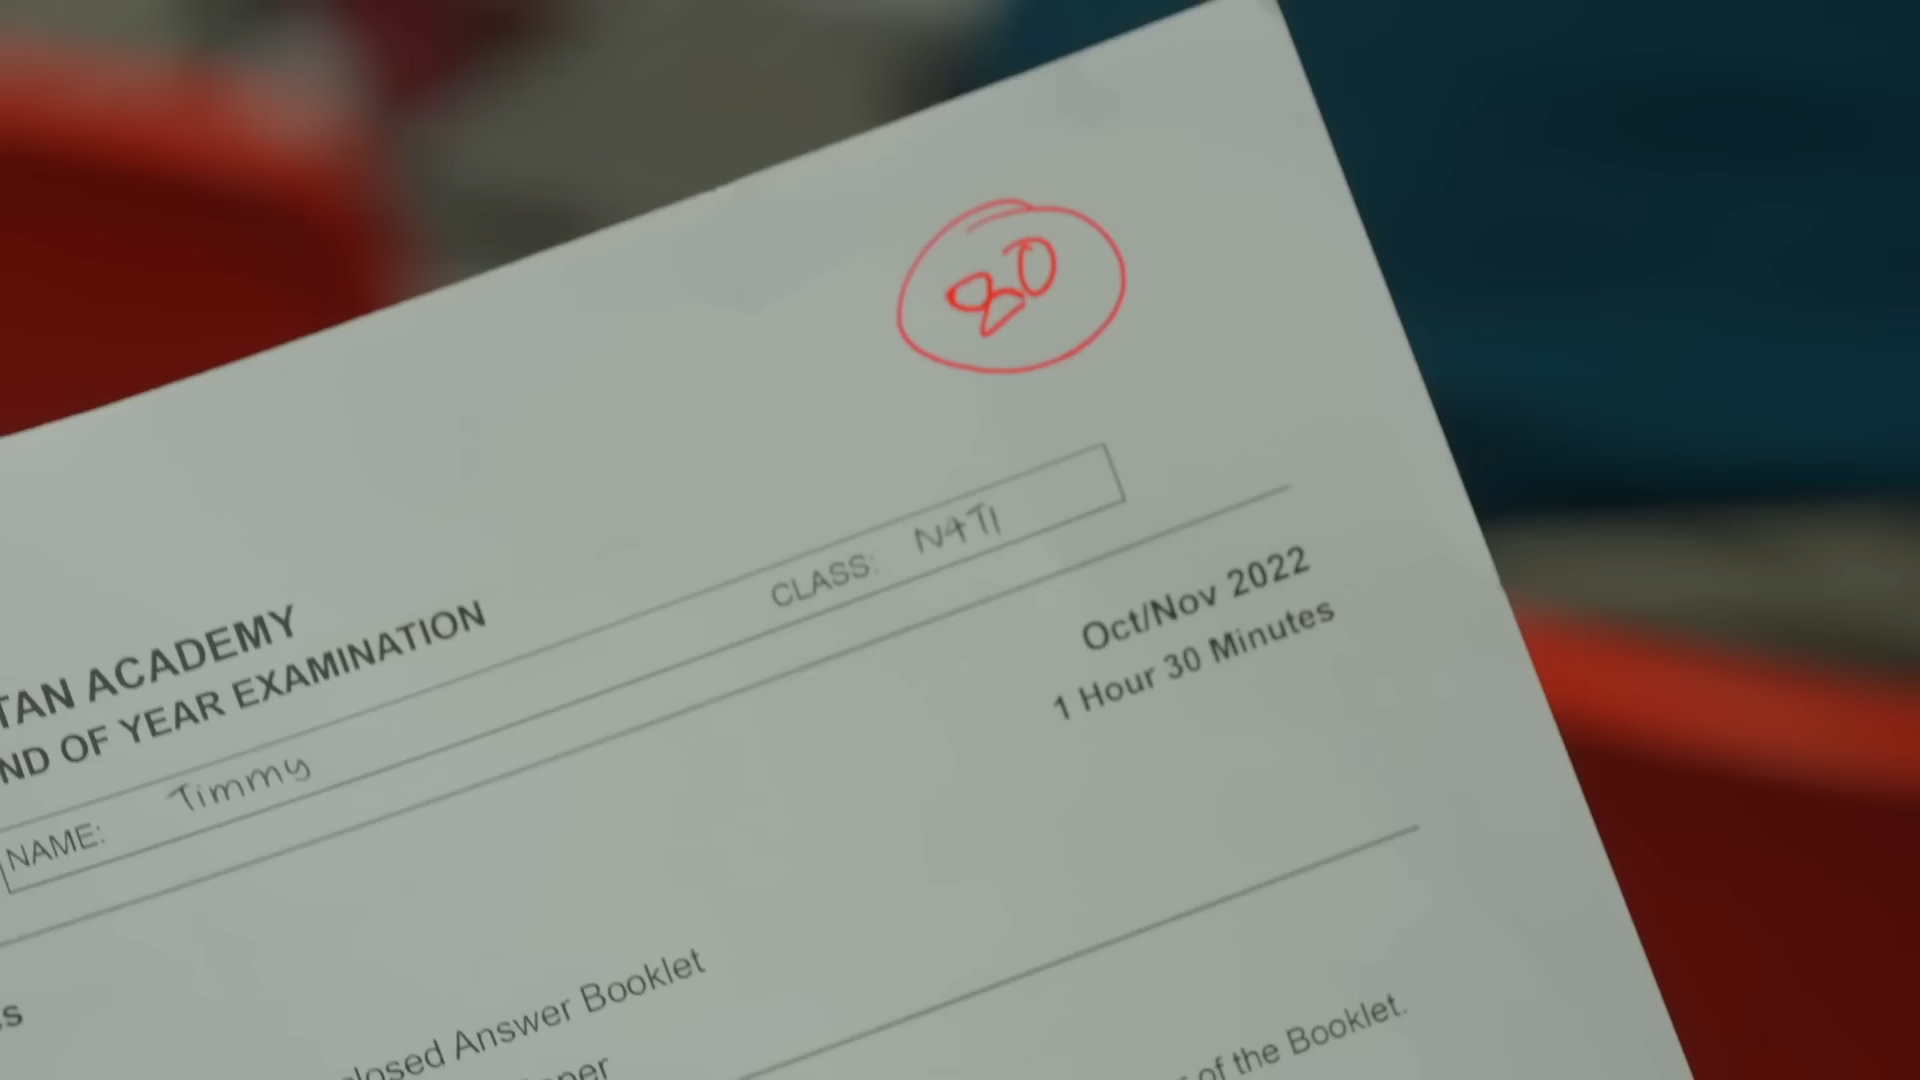 80
TAN ACADEMY
ND OF YEAR EXAMINATION
NAME: Timmy CLASS: N4T1
Oct/Nov 2022
1 Hour 30 Minutes
closed Answer Booklet
of the Booklet.